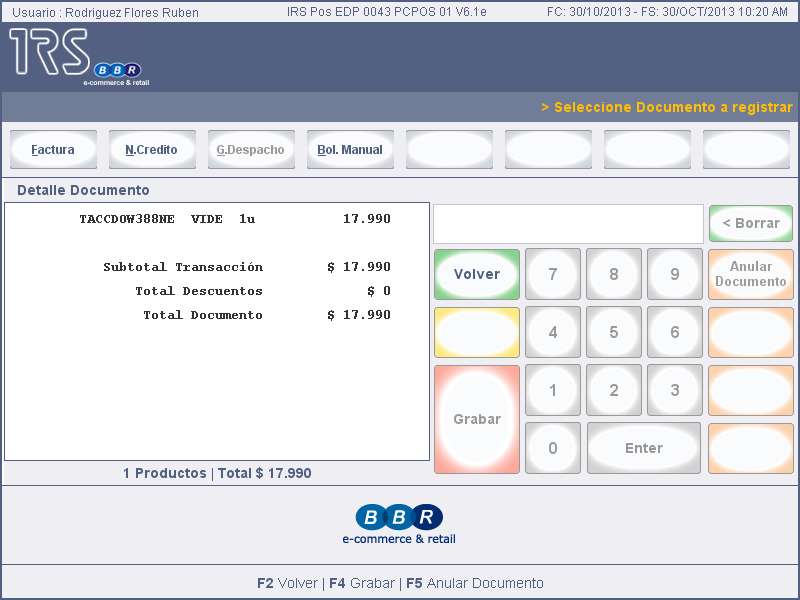 Usuario : Rodriguez Flores Ruben IRS Pos EDP 0043 PCPOS 01 V6.1e FC: 30/10/2013 - FS: 30/OCT/2013 10:20 AM
IRS
BBR
e-commerce & retail
> Seleccione Documento a registrar
Factura N.Credito G.Despacho Bol. Manual
Detalle Documento
TACCDOW388NE VIDE 1u 17.990
Subtotal Transacción $ 17.990
Total Descuentos $ 0
Total Documento $ 17.990
1 Productos | Total $ 17.990
< Borrar
Volver 7 8 9 Anular Documento
4 5 6
Grabar 1 2 3
0 Enter
BBR
e-commerce & retail
F2 Volver | F4 Grabar | F5 Anular Documento